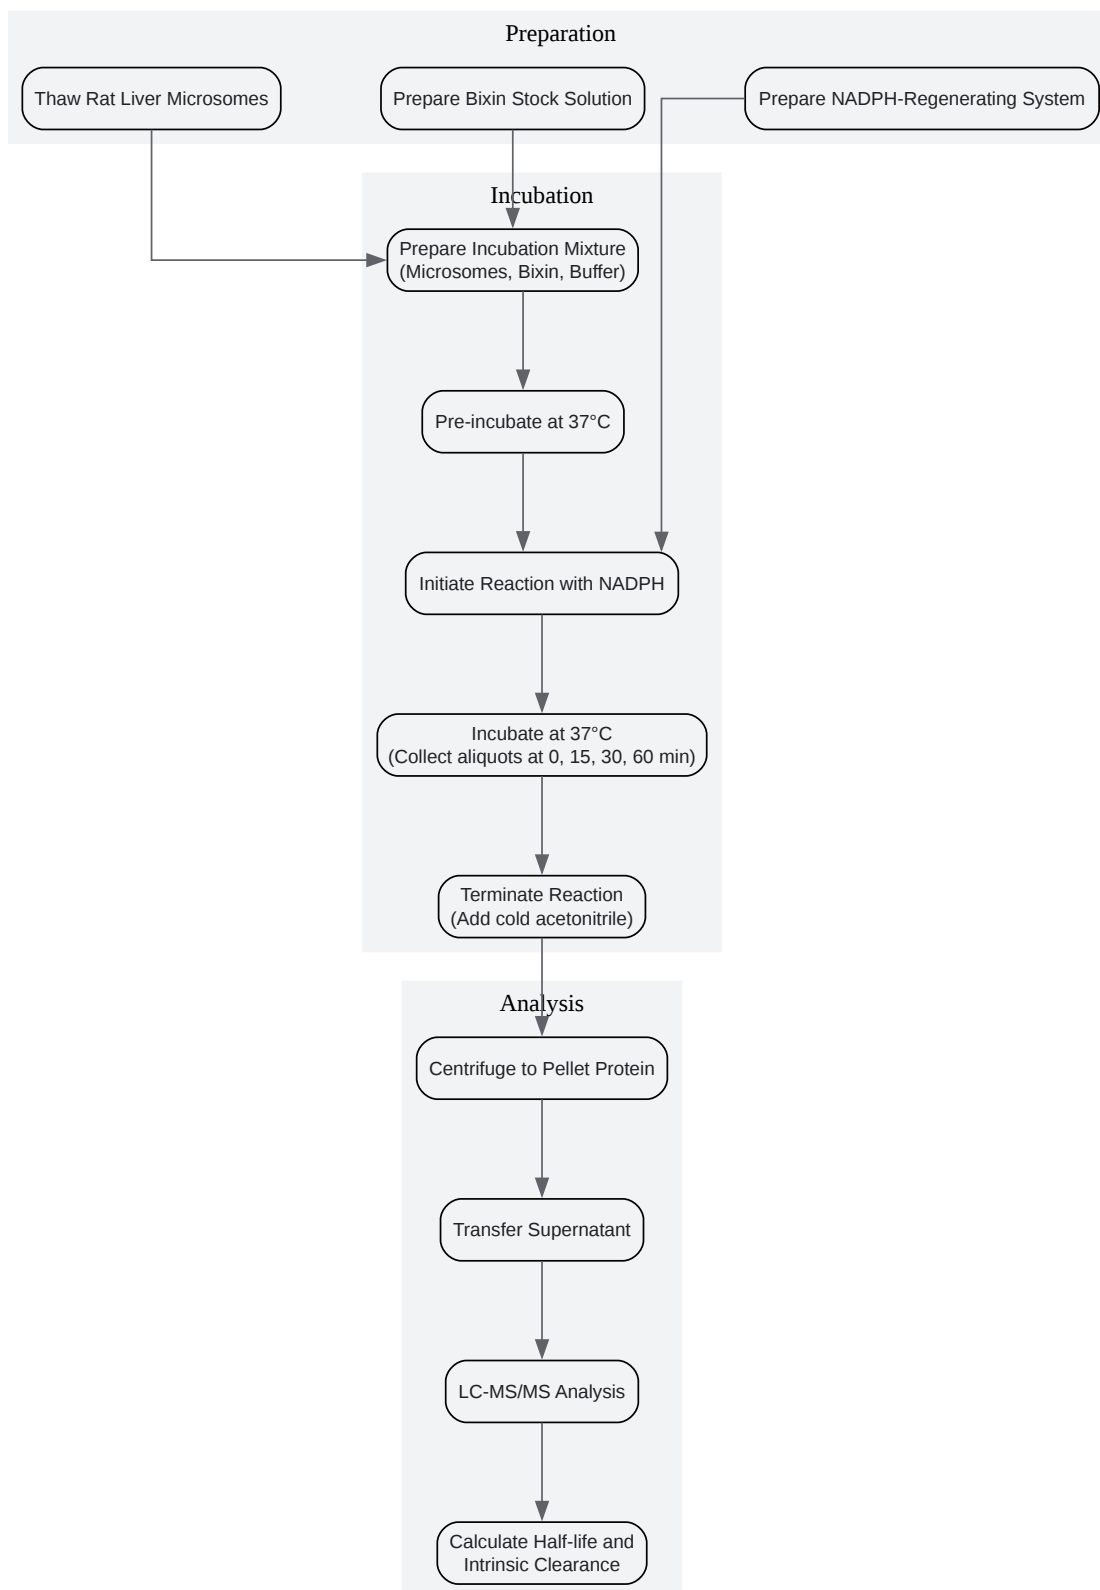 Preparation
Thaw Rat Liver Microsomes
Prepare Bixin Stock Solution
Prepare NADPH-Regenerating System
Incubation
Prepare Incubation Mixture
(Microsomes, Bixin, Buffer)
Pre-incubate at 37°C
Initiate Reaction with NADPH
Incubate at 37°C
(Collect aliquots at 0, 15, 30, 60 min)
Terminate Reaction
(Add cold acetonitrile)
Analysis
Centrifuge to Pellet Protein
Transfer Supernatant
LC-MS/MS Analysis
Calculate Half-life and
Intrinsic Clearance